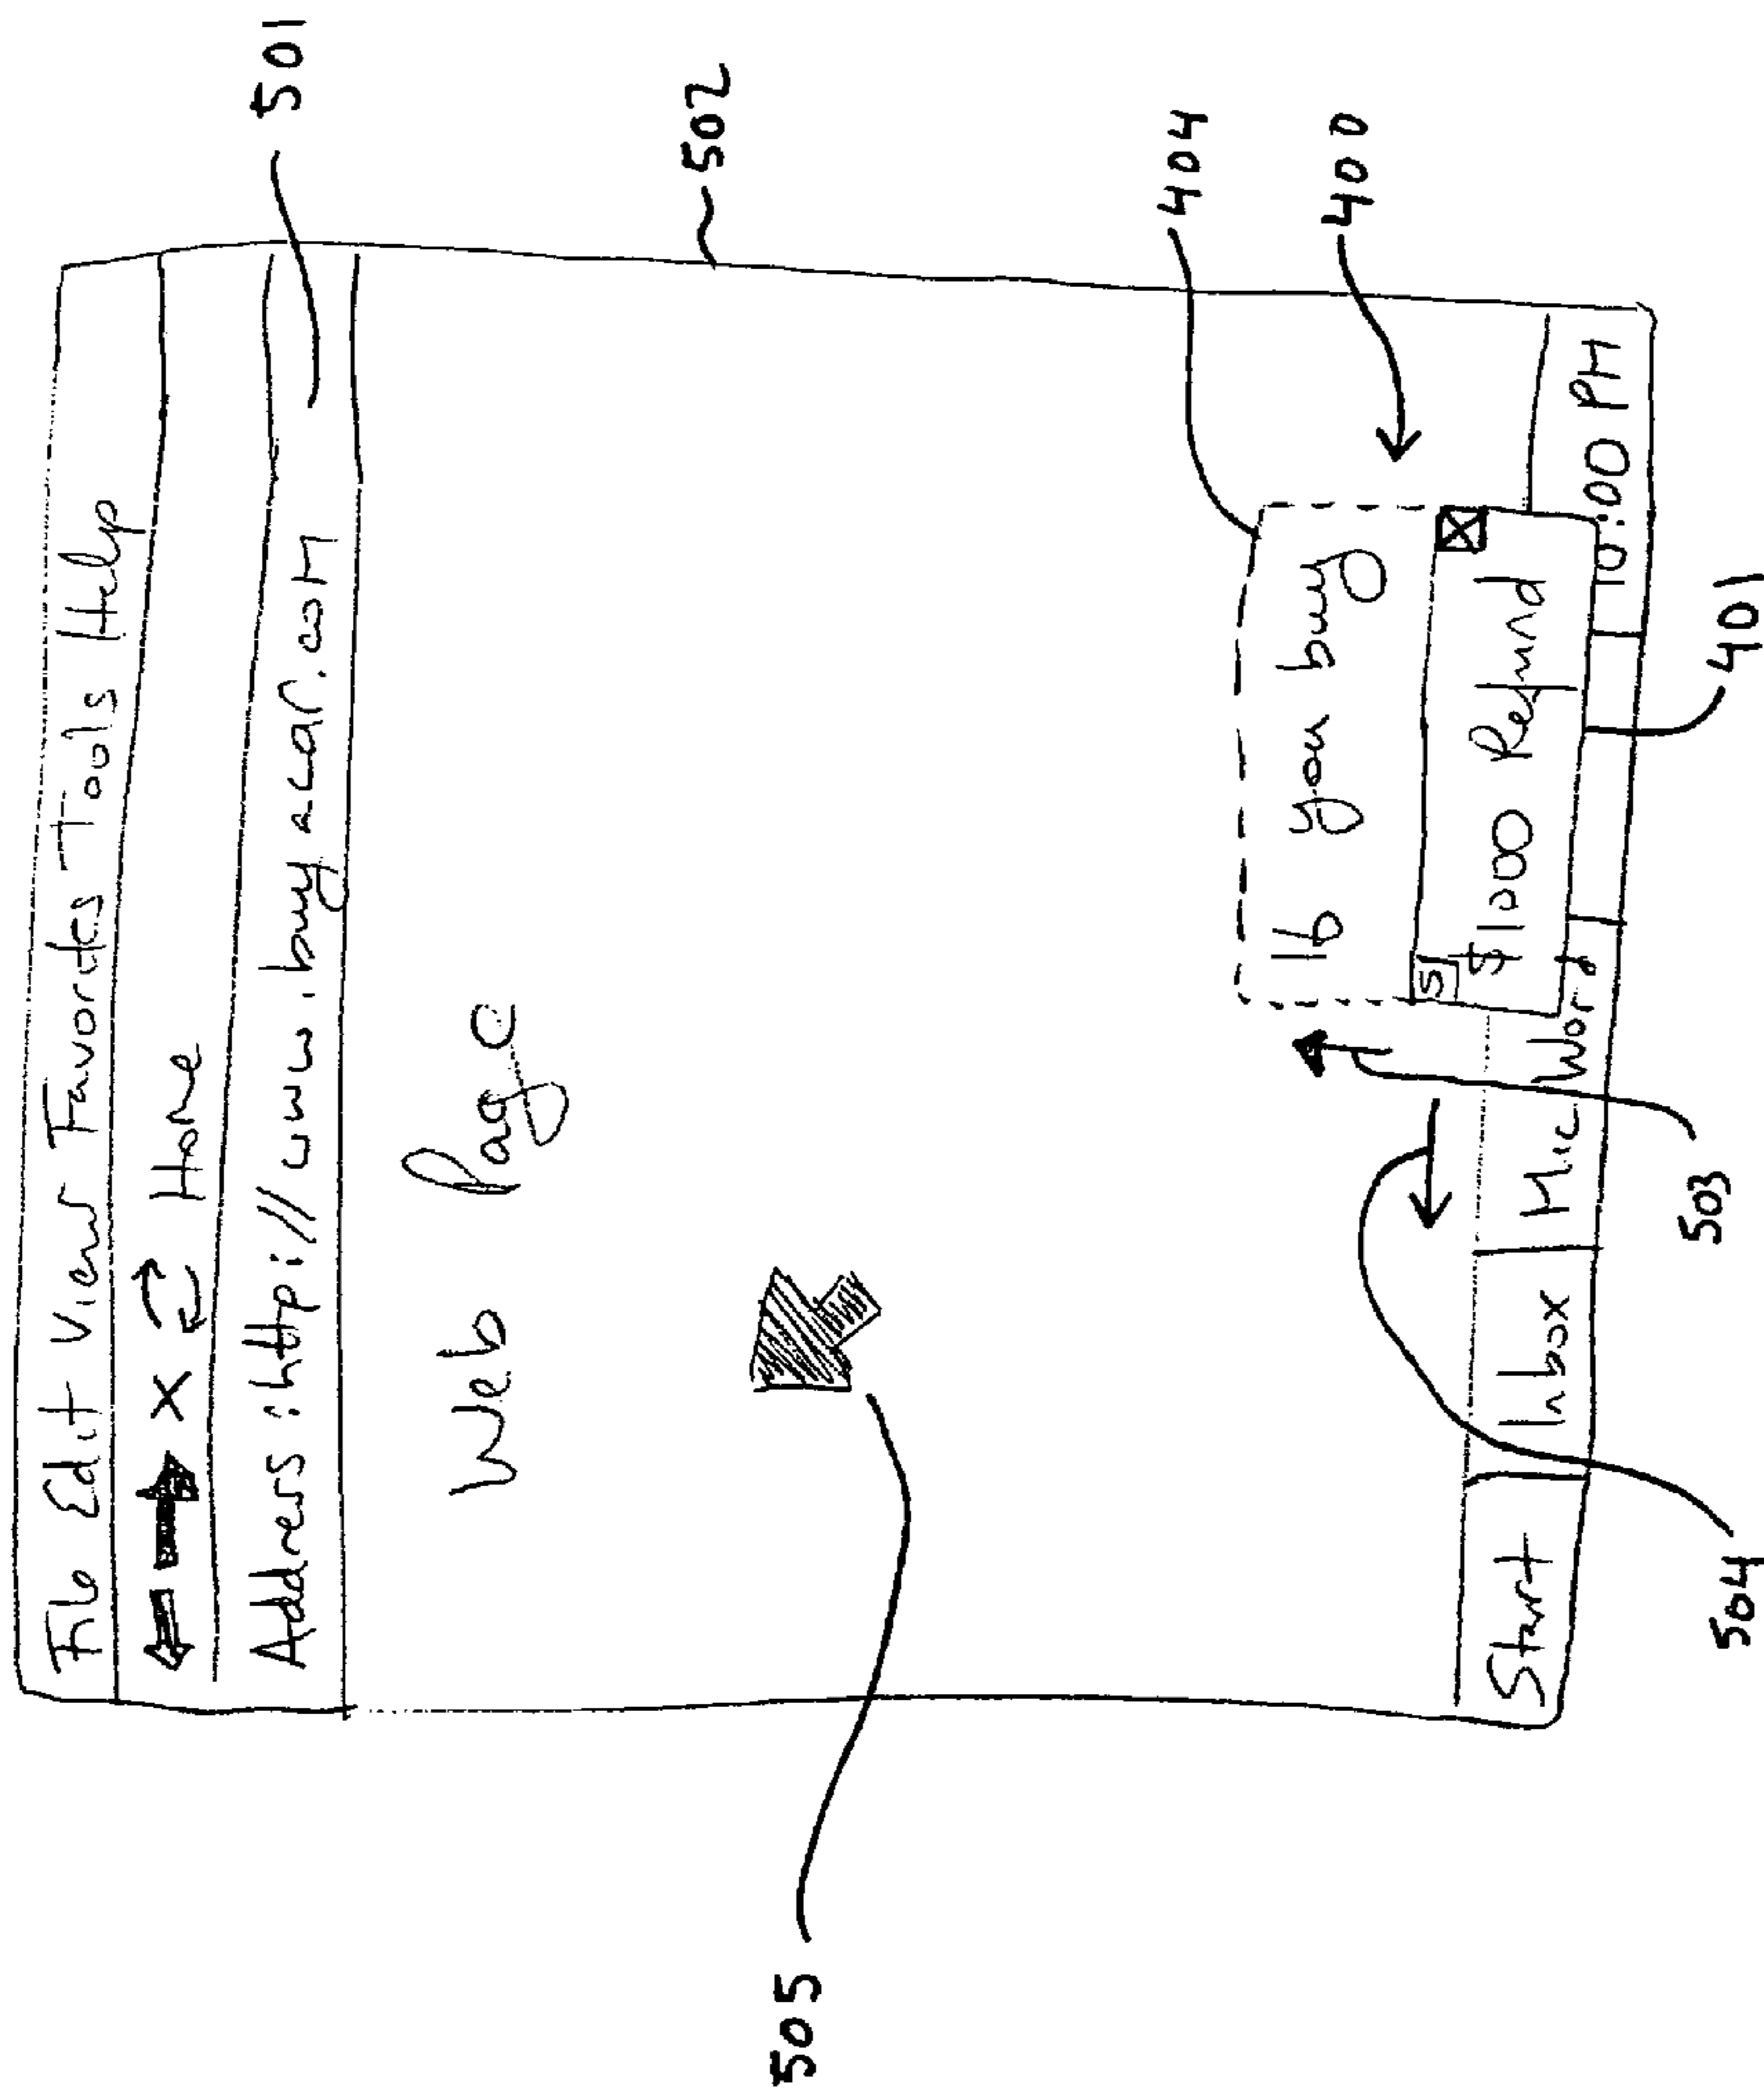 File Edit View Favorites Tools Help
X Home
Address: http://www.buyacar.com
501
Web Page
502
505
404
If you buy
400
S
X
$1000 Refund
Start
Inbox
Mic Word
10:00 PM
401
503
504